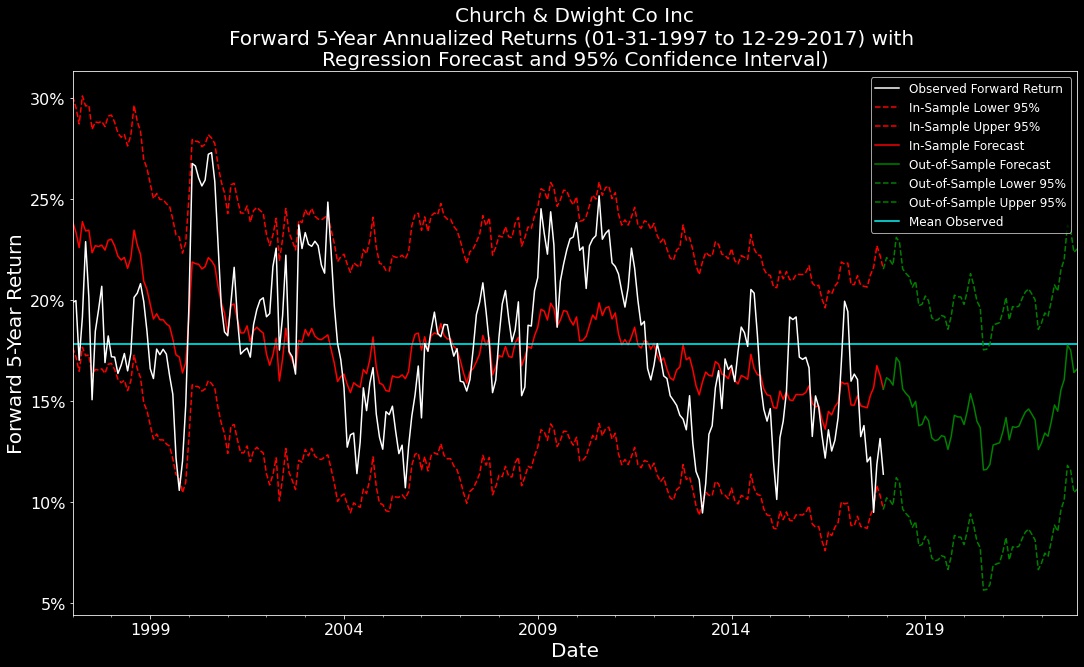 Church & Dwight Co Inc
Forward 5-Year Annualized Returns (01-31-1997 to 12-29-2017) with
Regression Forecast and 95% Confidence Interval)
Observed Forward Return
In-Sample Lower 95%
In-Sample Upper 95%
In-Sample Forecast
Out-of-Sample Forecast
Out-of-Sample Lower 95%
Out-of-Sample Upper 95%
Mean Observed
Forward 5-Year Return
30%
25%
20%
15%
10%
5%
1999 2004 2009 2014 2019
Date